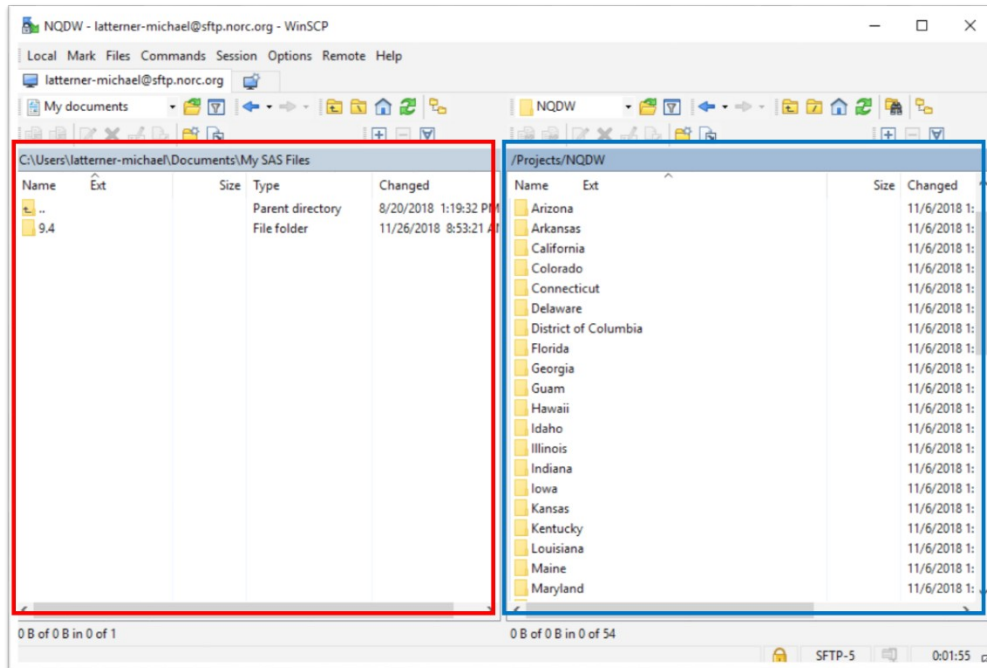 NQDW - latterner-michael@sftp.norc.org - WinSCP
Local Mark Files Commands Session Options Remote Help
latterner-michael@sftp.norc.org
My documents
NQDW
C:\Users\latterner-michael\Documents\My SAS Files
Name Ext Size Type Changed
.. Parent directory 8/20/2018 1:19:32 PM
9.4 File folder 11/26/2018 8:53:21 AM
/Projects/NQDW
Name Ext Size Changed
Arizona 11/6/2018 1:
Arkansas 11/6/2018 1:
California 11/6/2018 1:
Colorado 11/6/2018 1:
Connecticut 11/6/2018 1:
Delaware 11/6/2018 1:
District of Columbia 11/6/2018 1:
Florida 11/6/2018 1:
Georgia 11/6/2018 1:
Guam 11/6/2018 1:
Hawaii 11/6/2018 1:
Idaho 11/6/2018 1:
Illinois 11/6/2018 1:
Indiana 11/6/2018 1:
Iowa 11/6/2018 1:
Kansas 11/6/2018 1:
Kentucky 11/6/2018 1:
Louisiana 11/6/2018 1:
Maine 11/6/2018 1:
Maryland 11/6/2018 1:
0 B of 0 B in 0 of 1
0 B of 0 B in 0 of 54
SFTP-5 0:01:55